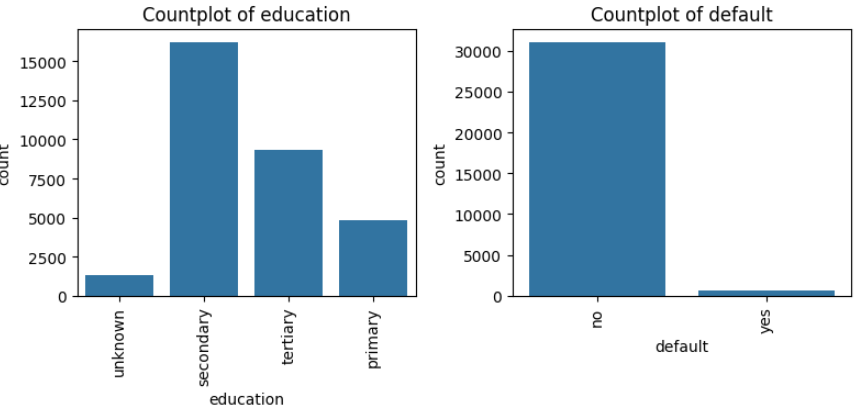 Countplot of education
count
15000
12500
10000
7500
5000
2500
0
unknown
secondary
tertiary
primary
education
Countplot of default
count
30000
25000
20000
15000
10000
5000
0
no
yes
default